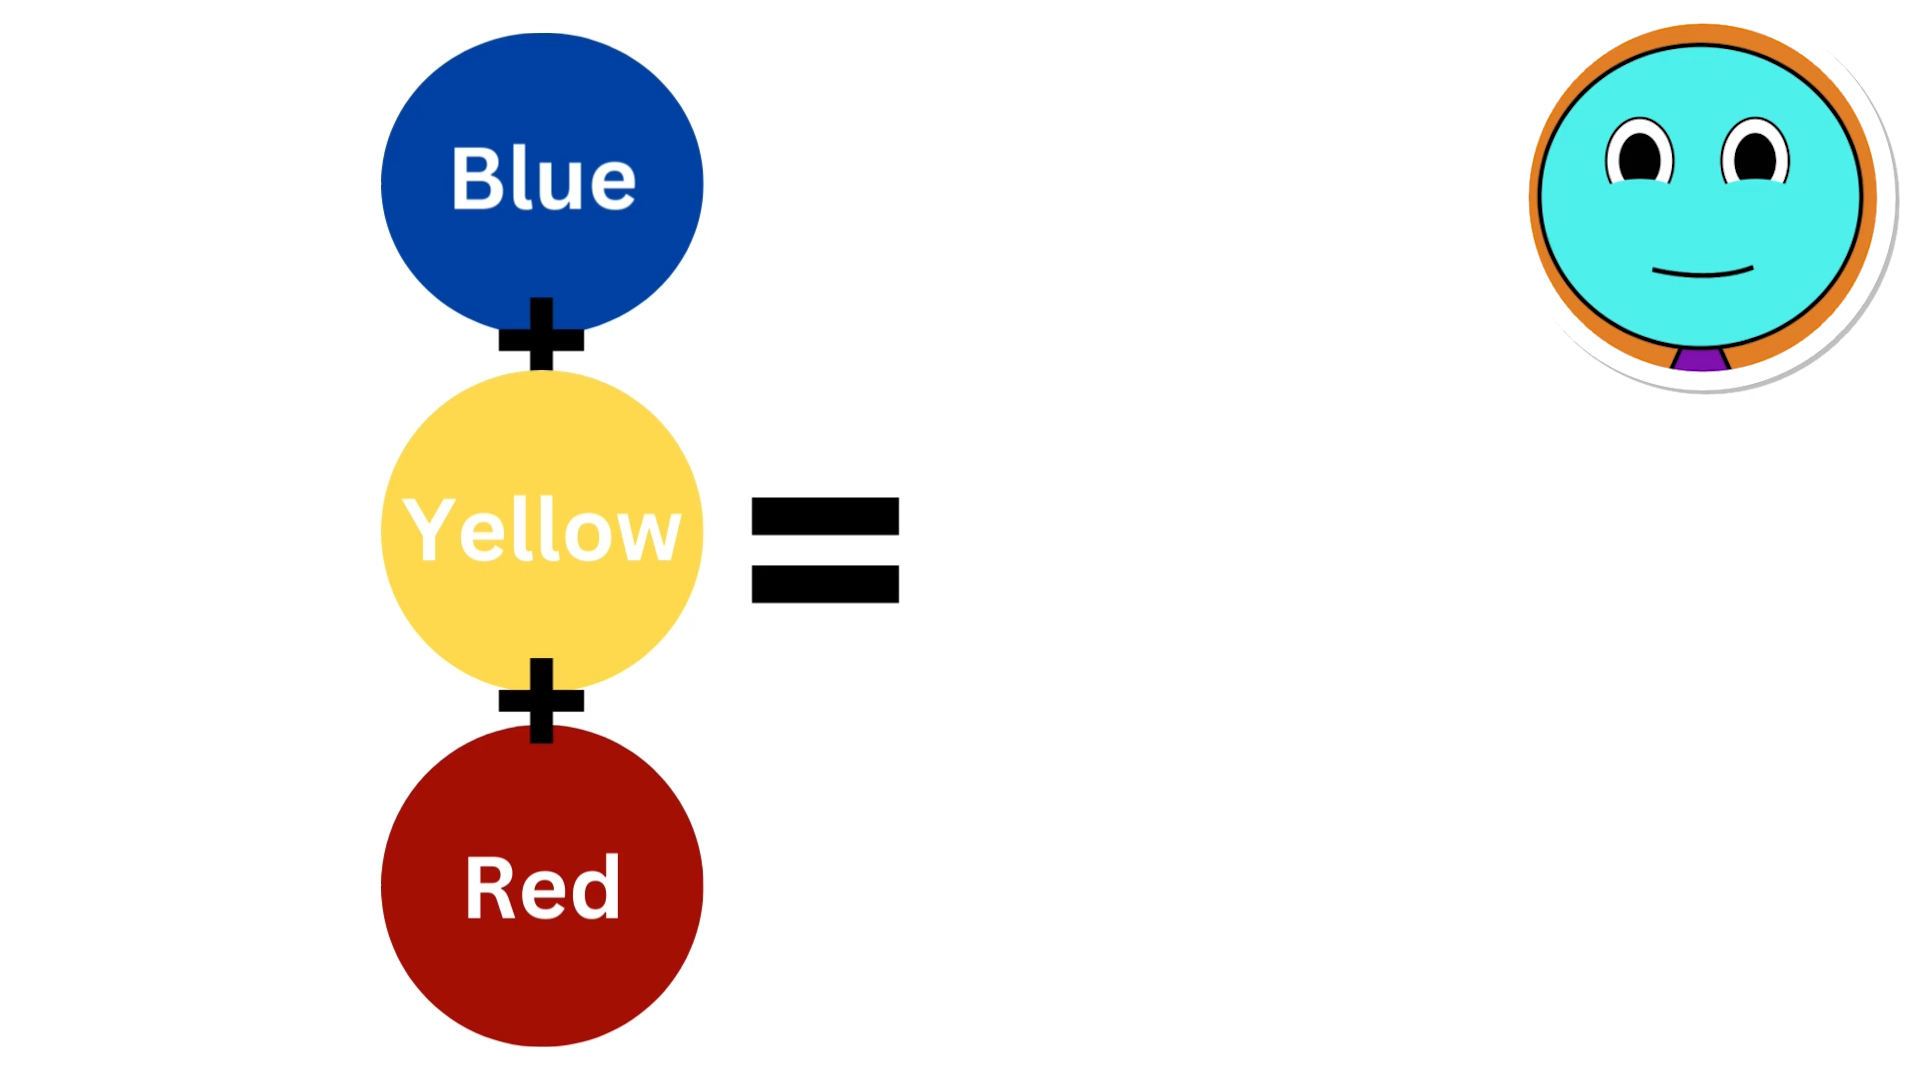 Blue
+
Yellow
=
+
Red